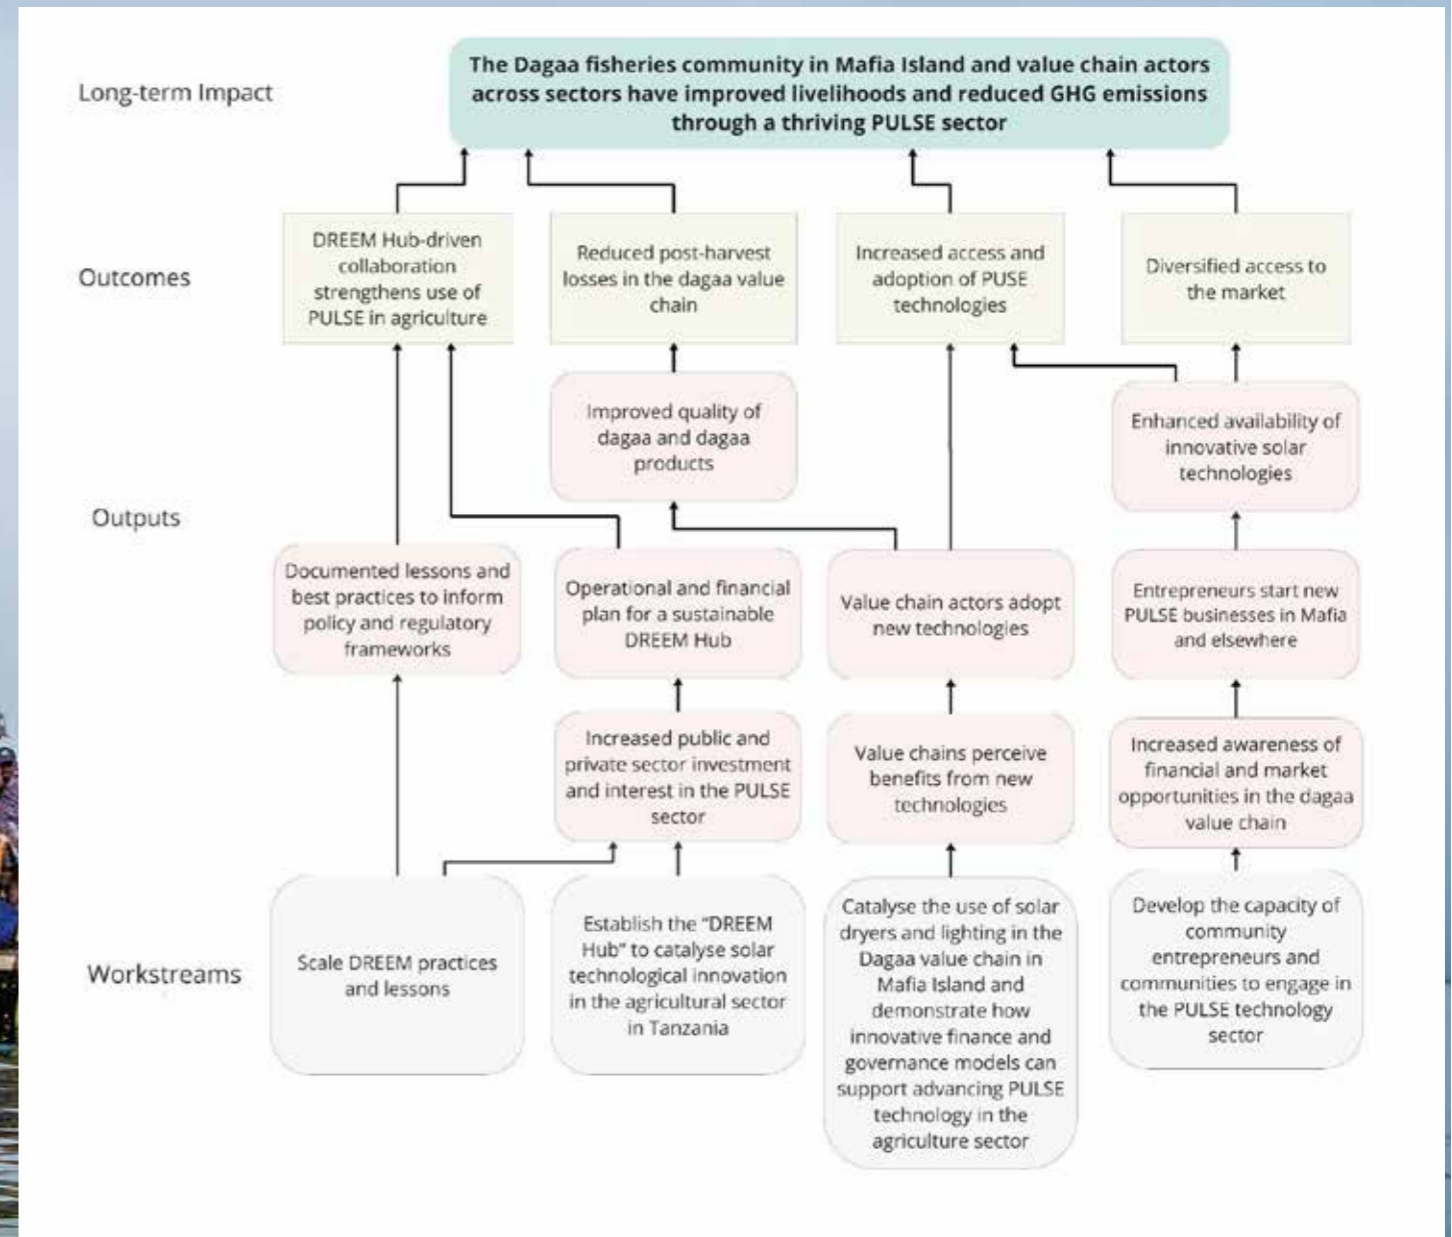 Long-term Impact
The Dagaa fisheries community in Mafia Island and value chain actors
across sectors have improved livelihoods and reduced GHG emissions
through a thriving PULSE sector
Outcomes
DREEM Hub-driven
collaboration
strengthens use of
PULSE in agriculture
Reduced post-harvest
losses in the dagaa value
chain
Increased access and
adoption of PUSE
technologies
Diversified access to
the market
Outputs
Improved quality of
dagaa and dagaa
products
Enhanced availability of
innovative solar
technologies
Documented lessons and
best practices to inform
policy and regulatory
frameworks
Operational and financial
plan for a sustainable
DREEM Hub
Value chain actors adopt
new technologies
Entrepreneurs start new
PULSE businesses in Mafia
and elsewhere
Increased public and
private sector investment
and interest in the PULSE
sector
Value chains perceive
benefits from new
technologies
Increased awareness of
financial and market
opportunities in the dagaa
value chain
Workstreams
Scale DREEM practices
and lessons
Establish the “DREEM
Hub” to catalyse solar
technological innovation
in the agricultural sector
in Tanzania
Catalyse the use of solar
dryers and lighting in the
Dagaa value chain in
Mafia Island and
demonstrate how
innovative finance and
governance models can
support advancing PULSE
technology in the
agriculture sector
Develop the capacity of
community
entrepreneurs and
communities to engage in
the PULSE technology
sector